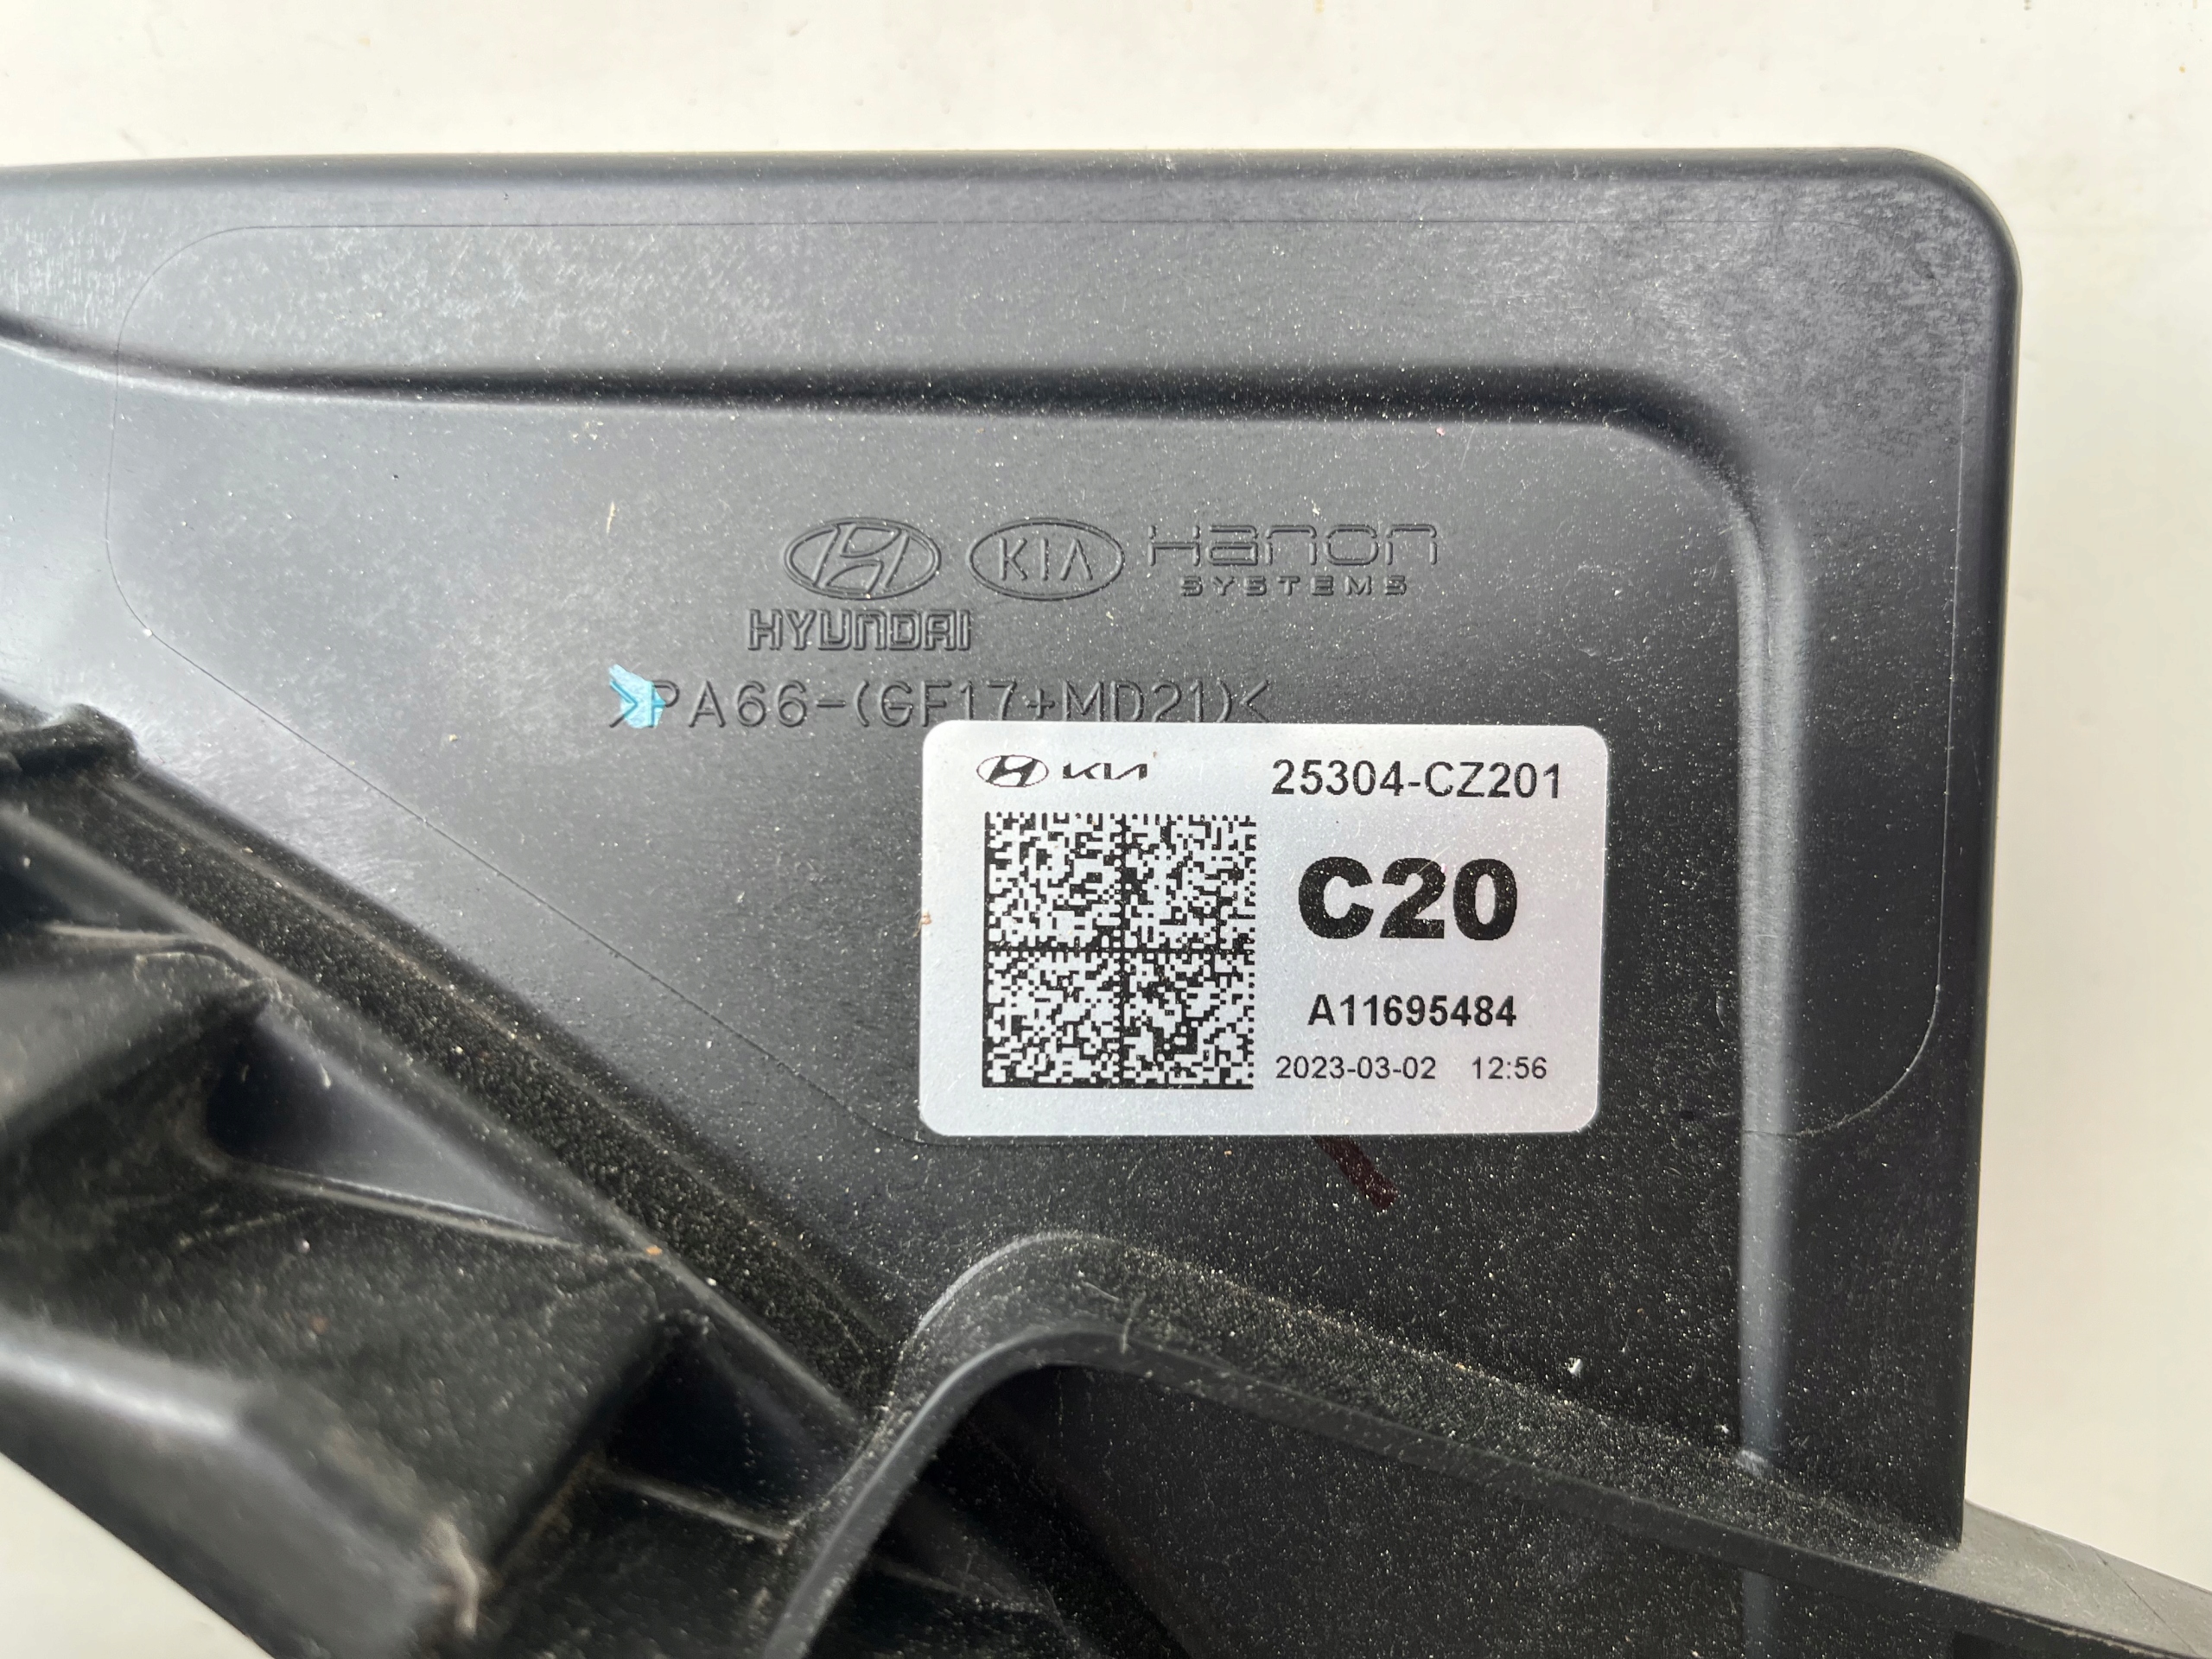 KIA Hanon
SYSTEMS
HYUNDAI
>PA66-(GF17+MD21)<
KIA 25304-CZ201
C20
A11695484
2023-03-02 12:56